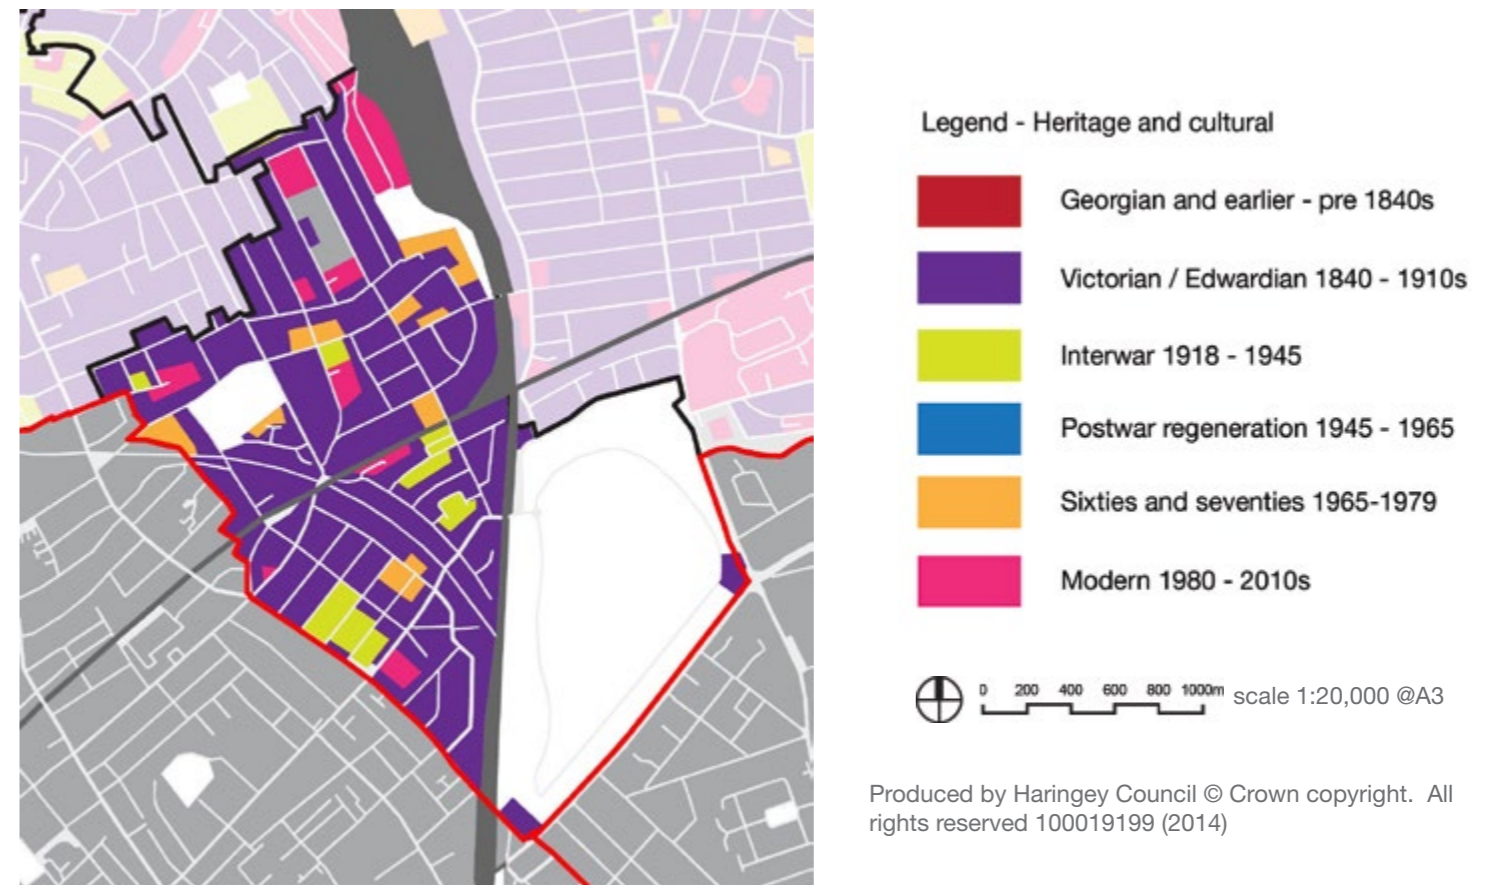 Legend - Heritage and cultural
Georgian and earlier - pre 1840s
Victorian / Edwardian 1840 - 1910s
Interwar 1918 - 1945
Postwar regeneration 1945 - 1965
Sixties and seventies 1965-1979
Modern 1980 - 2010s
0 200 400 600 800 1000m scale 1:20,000 @A3
Produced by Haringey Council © Crown copyright. All
rights reserved 100019199 (2014)